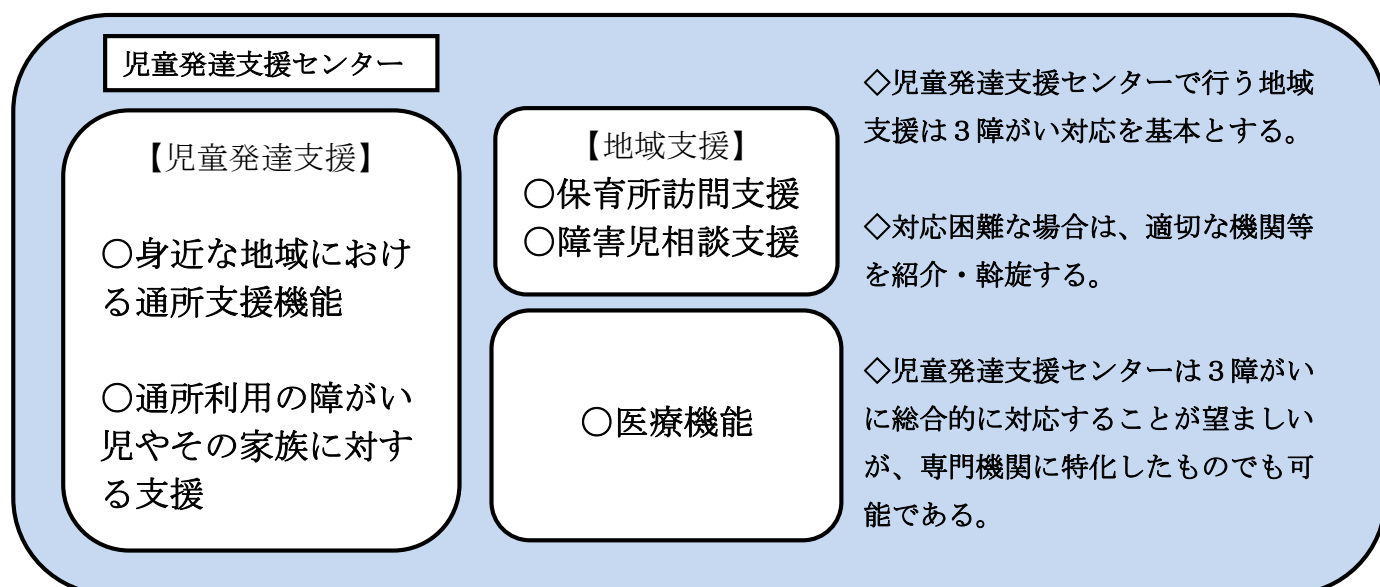 児童発達支援センター
【児童発達支援】
○身近な地域におけ
る通所支援機能
○通所利用の障がい
児やその家族に対す
る支援
【地域支援】
○保育所訪問支援
○障害児相談支援
○医療機能
◇児童発達支援センターで行う地域
支援は３障がい対応を基本とする。
◇対応困難な場合は、適切な機関等
を紹介・斡旋する。
◇児童発達支援センターは３障がい
に総合的に対応することが望ましい
が、専門機関に特化したものでも可
能である。